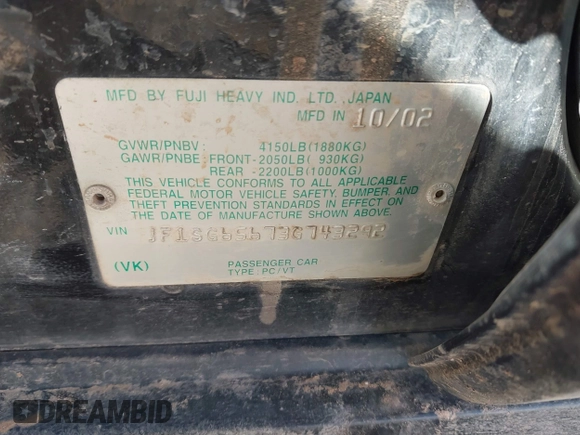 MFD BY FUJI HEAVY IND. LTD. JAPAN
MFD IN 10/02
GVWR/PNBV : 4150LB(1880KG)
GAWR/PNBE: FRONT-2050LB( 930KG)
REAR -2200LB(1000KG)
THIS VEHICLE CONFORMS TO ALL APPLICABLE
FEDERAL MOTOR VEHICLE SAFETY, BUMPER, AND
THEFT PREVENTION STANDARDS IN EFFECT ON
THE DATE OF MANUFACTURE SHOWN ABOVE.
VIN
(VK) PASSENGER CAR
TYPE : PC/VT
DREAMBID